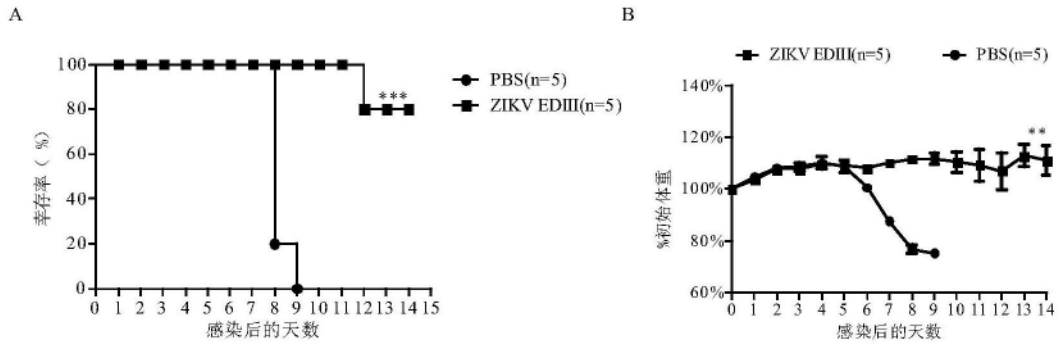 A
100
80
60
40
20
0
幸存率( %)
***
0 1 2 3 4 5 6 7 8 9 10 11 12 13 14 15
感染后的天数
PBS(n=5)
ZIKV EDIII(n=5)
B
ZIKV EDIII(n=5) PBS(n=5)
140%
120%
100%
80%
60%
%初始体重
**
0 1 2 3 4 5 6 7 8 9 10 11 12 13 14
感染后的天数